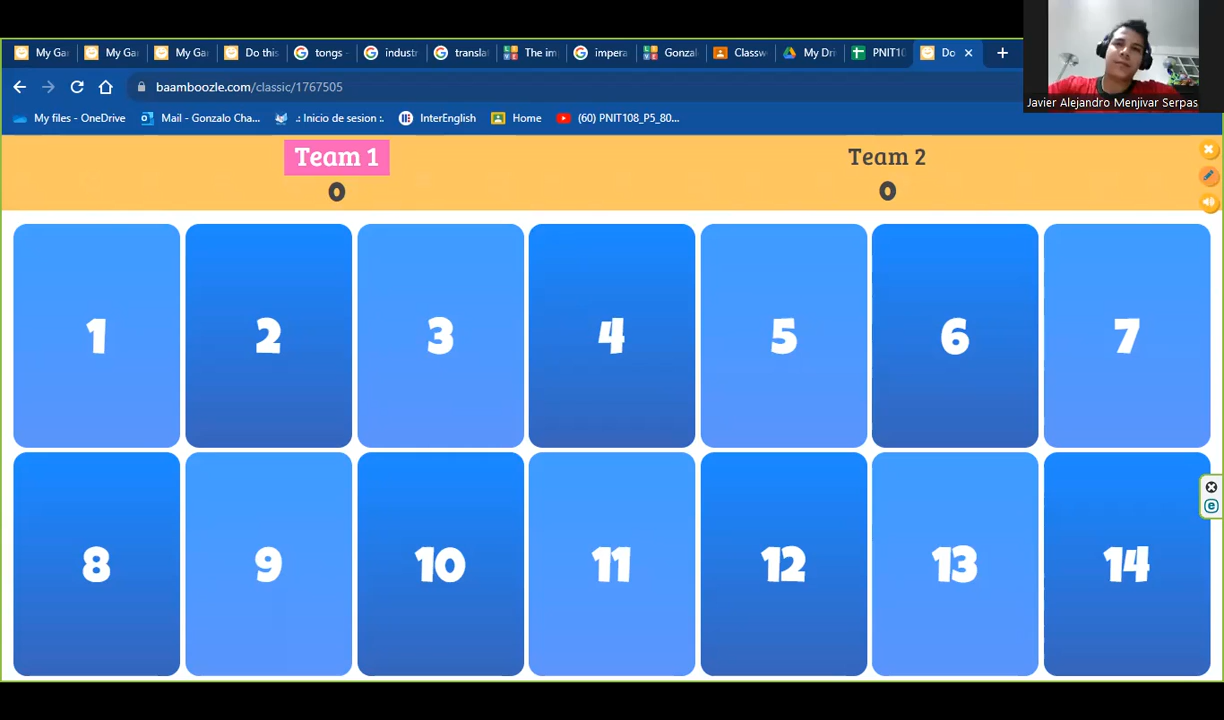 My Ga
My Ga
My Ga
Do this
tongs
industr
translat
The im
impera
Gonzal
Classw
My Dri
PNIT10
Do
baamboozle.com/classic/1767505
Javier Alejandro Menjivar Serpas
My files - OneDrive
Mail - Gonzalo Cha...
.: Inicio de sesion :.
InterEnglish
Home
(60) PNIT108_P5_80...
Team 1
Team 2
0
0
1
2
3
4
5
6
7
8
9
10
11
12
13
14